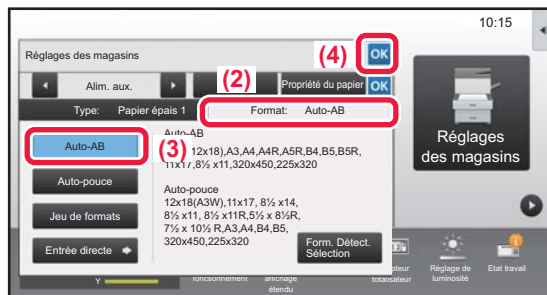 10:15
Réglages des magasins
(4)
OK
Alim. aux.
(2)
Propriété du papier
OK
Type: Papier épais 1
Format: Auto-AB
Auto-AB
(3)
Auto-AB
12x18),A3,A4,A4R,A5R,B4,B5,B5R,
11x17,8½ x11,320x450,225x320
Auto-pouce
Auto-pouce
12x18(A3W),11x17, 8½ x14,
8½ x11, 8½ x11R,5½ x 8½R,
7½ x 10½ R,A3,A4,B4,B5,
320x450,225x320
Jeu de formats
Entrée directe
Form. Détect.
Sélection
Réglages
des magasins
Y
fonctionnement
affichage
étendu
totalisateur
Réglage de
luminosité
Etat travail